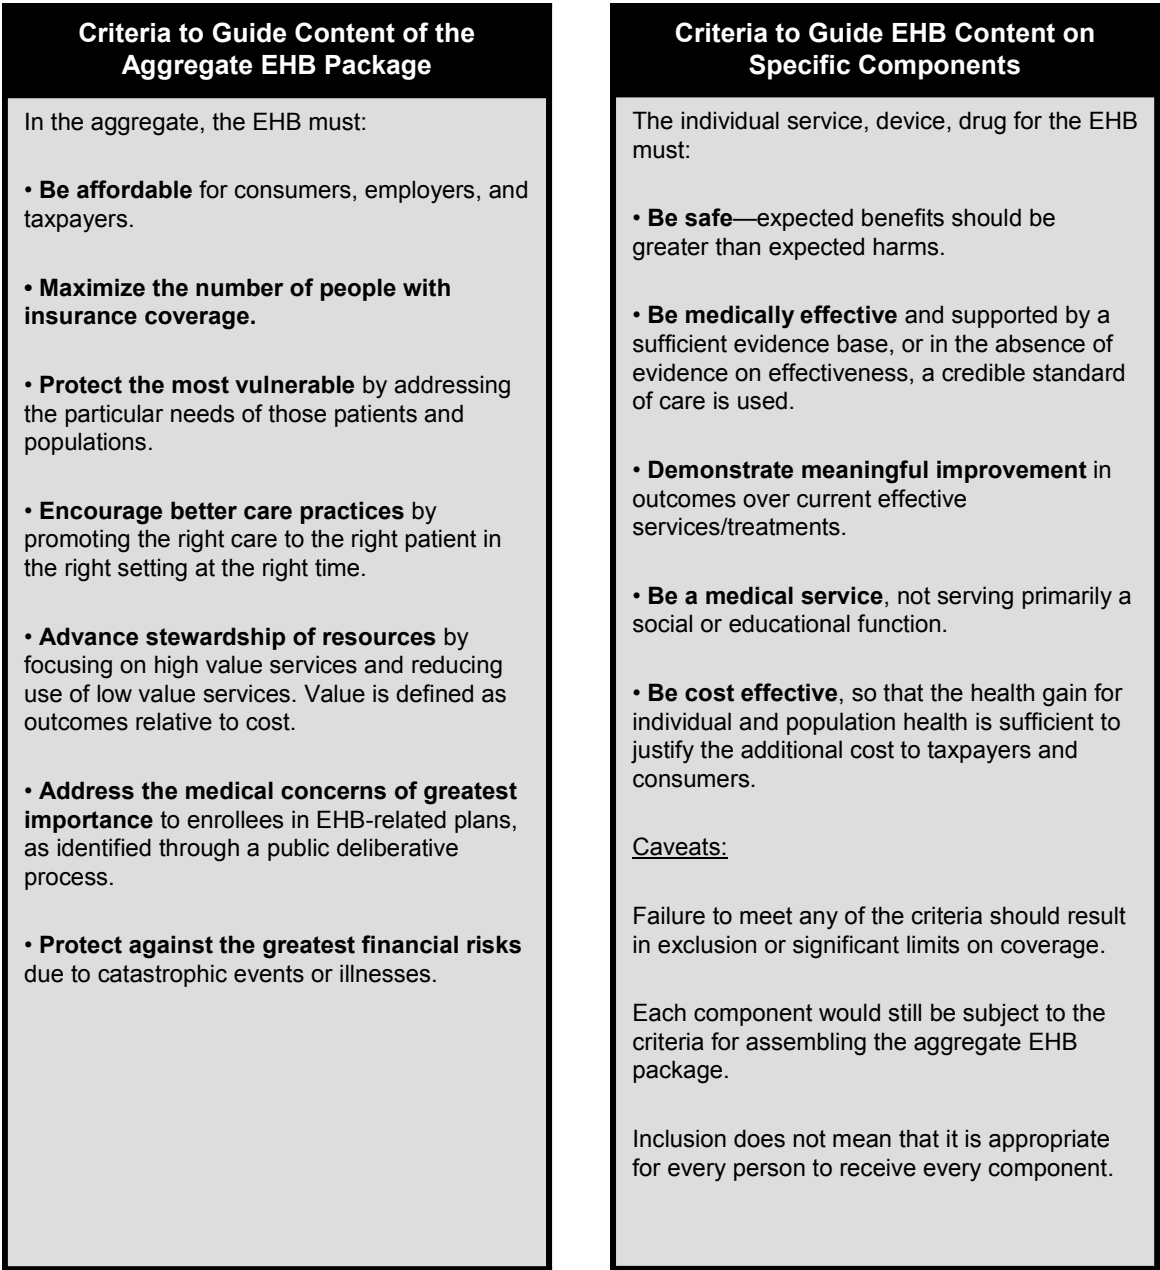 Criteria to Guide Content of the
Aggregate EHB Package
In the aggregate, the EHB must:
• Be affordable for consumers, employers, and
taxpayers.
• Maximize the number of people with
insurance coverage.
• Protect the most vulnerable by addressing
the particular needs of those patients and
populations.
• Encourage better care practices by
promoting the right care to the right patient in
the right setting at the right time.
• Advance stewardship of resources by
focusing on high value services and reducing
use of low value services. Value is defined as
outcomes relative to cost.
• Address the medical concerns of greatest
importance to enrollees in EHB-related plans,
as identified through a public deliberative
process.
• Protect against the greatest financial risks
due to catastrophic events or illnesses.
Criteria to Guide EHB Content on
Specific Components
The individual service, device, drug for the EHB
must:
• Be safe—expected benefits should be
greater than expected harms.
• Be medically effective and supported by a
sufficient evidence base, or in the absence of
evidence on effectiveness, a credible standard
of care is used.
• Demonstrate meaningful improvement in
outcomes over current effective
services/treatments.
• Be a medical service, not serving primarily a
social or educational function.
• Be cost effective, so that the health gain for
individual and population health is sufficient to
justify the additional cost to taxpayers and
consumers.
Caveats:
Failure to meet any of the criteria should result
in exclusion or significant limits on coverage.
Each component would still be subject to the
criteria for assembling the aggregate EHB
package.
Inclusion does not mean that it is appropriate
for every person to receive every component.